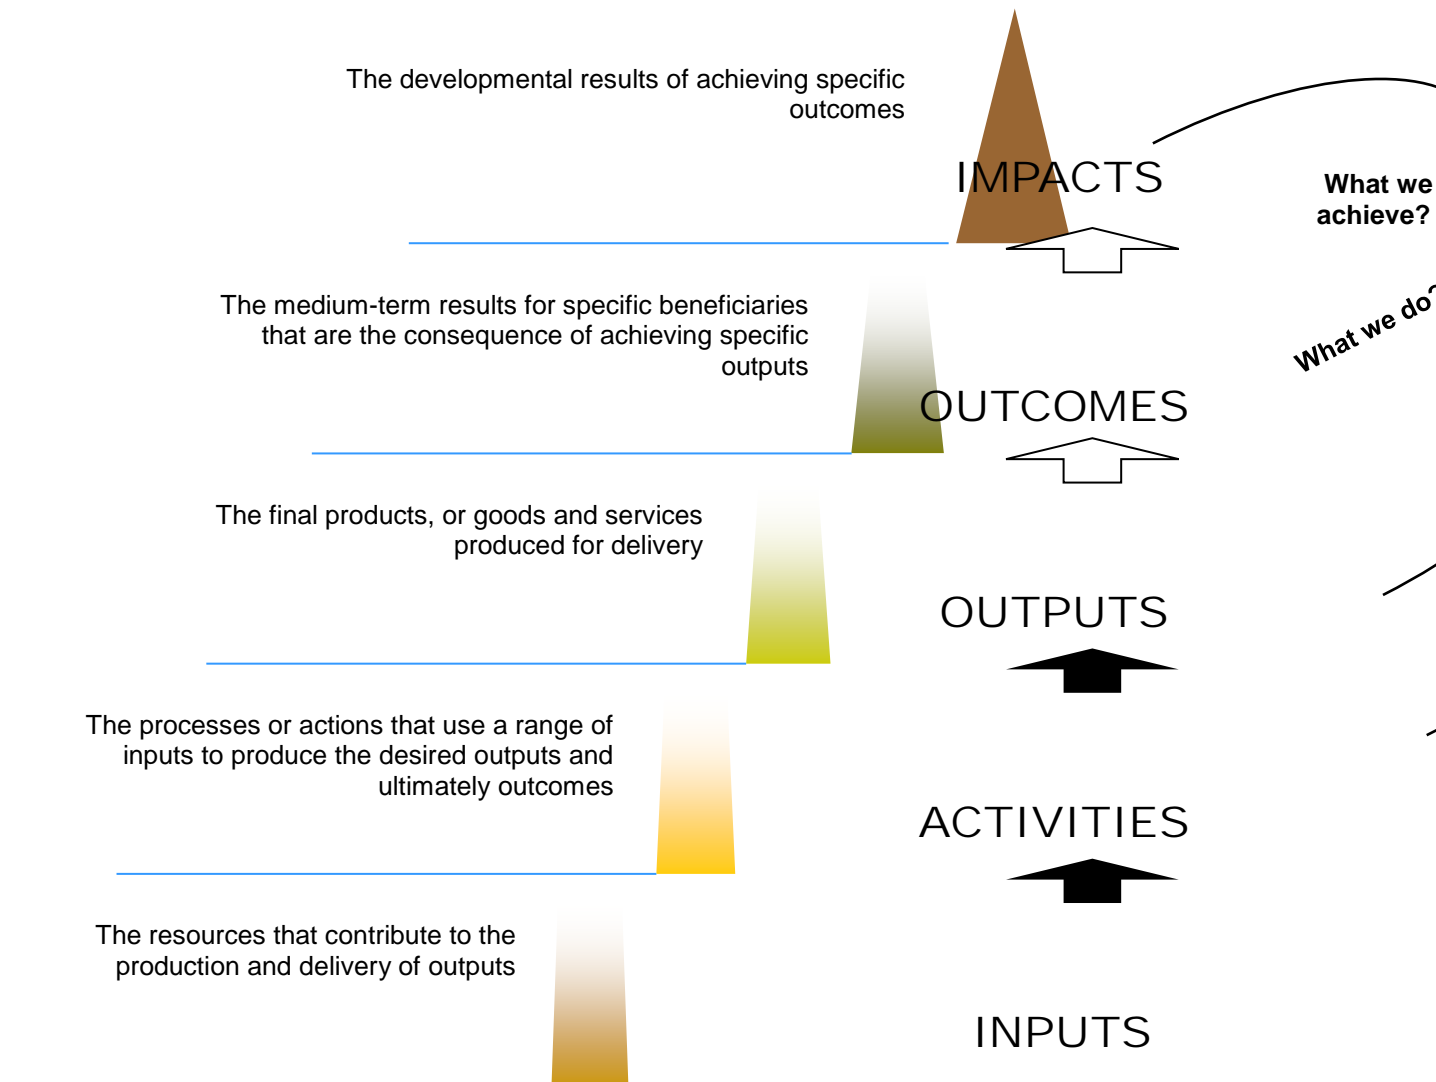 The developmental results of achieving specific
outcomes
IMPACTS
What we
achieve?
The medium-term results for specific beneficiaries
that are the consequence of achieving specific
outputs
What we do?
OUTCOMES
The final products, or goods and services
produced for delivery
OUTPUTS
The processes or actions that use a range of
inputs to produce the desired outputs and
ultimately outcomes
ACTIVITIES
The resources that contribute to the
production and delivery of outputs
INPUTS